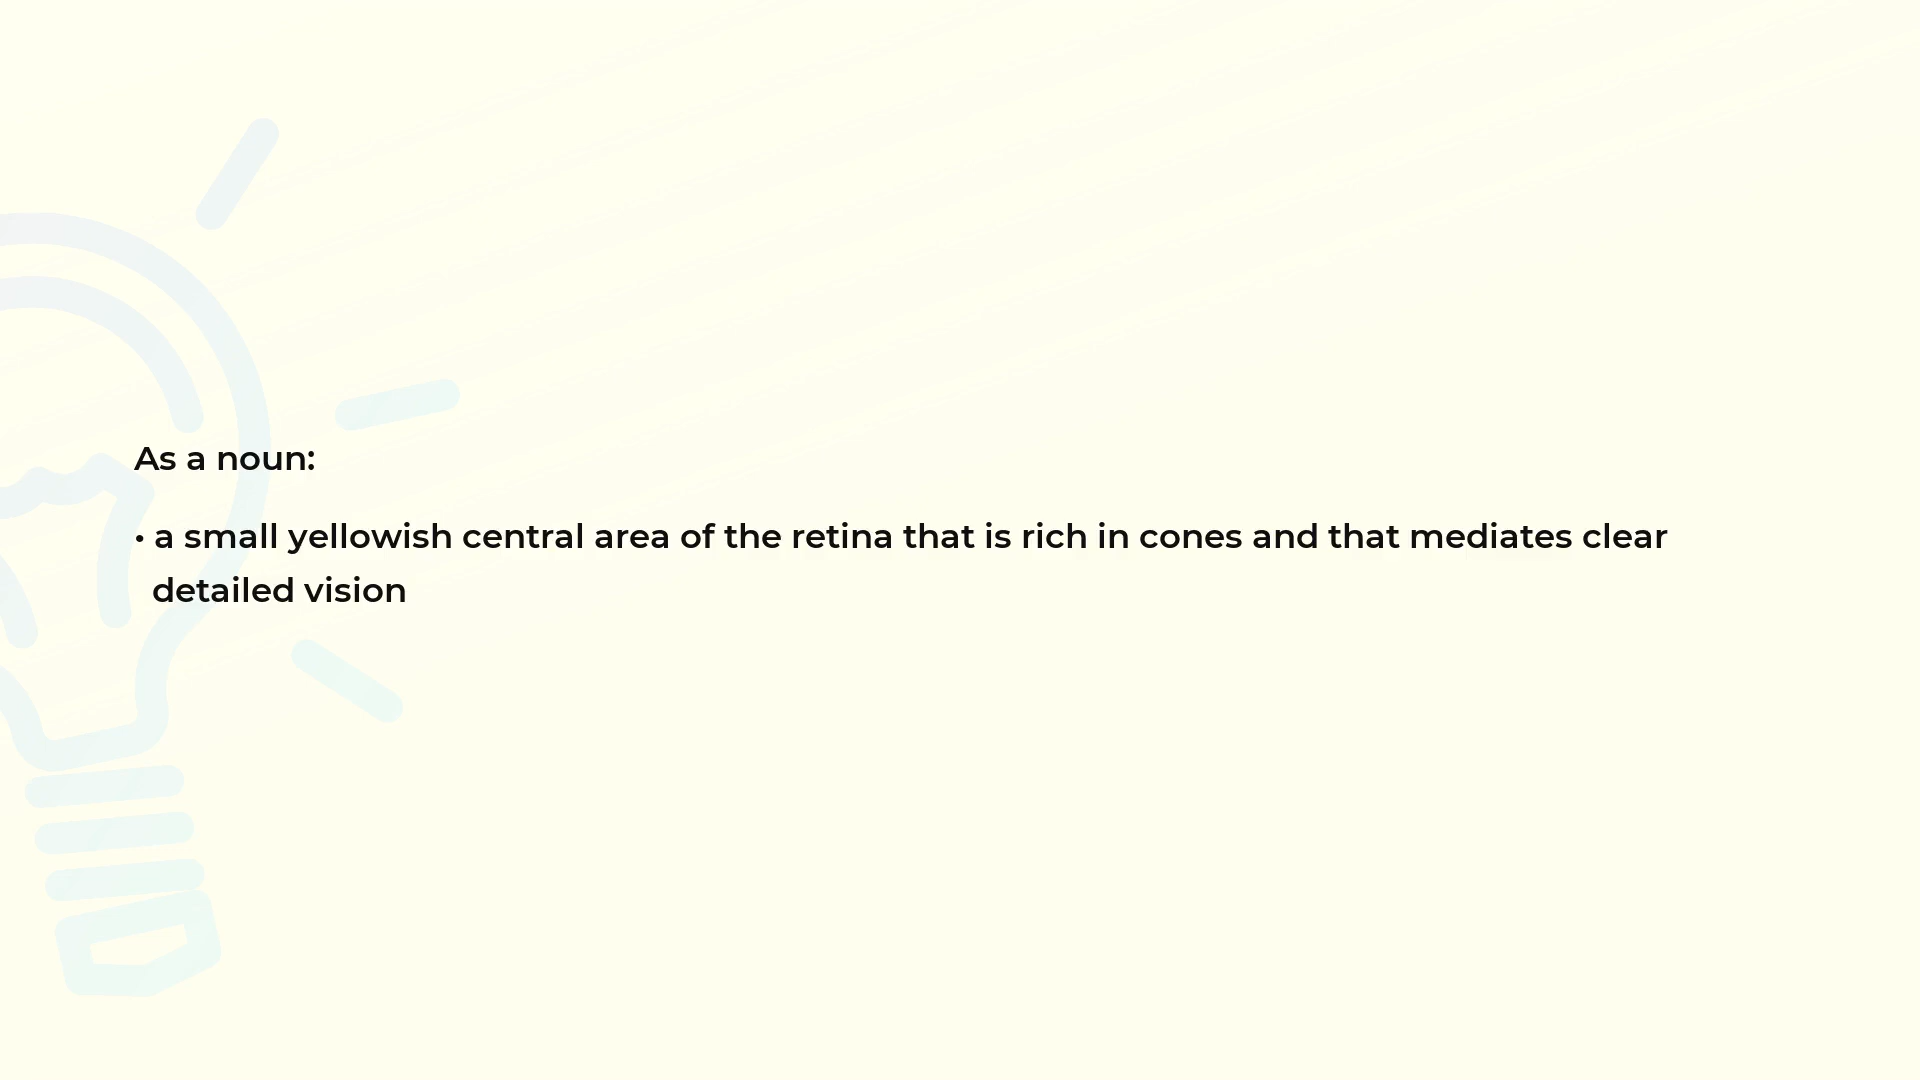 As a noun:
• a small yellowish central area of the retina that is rich in cones and that mediates clear
detailed vision